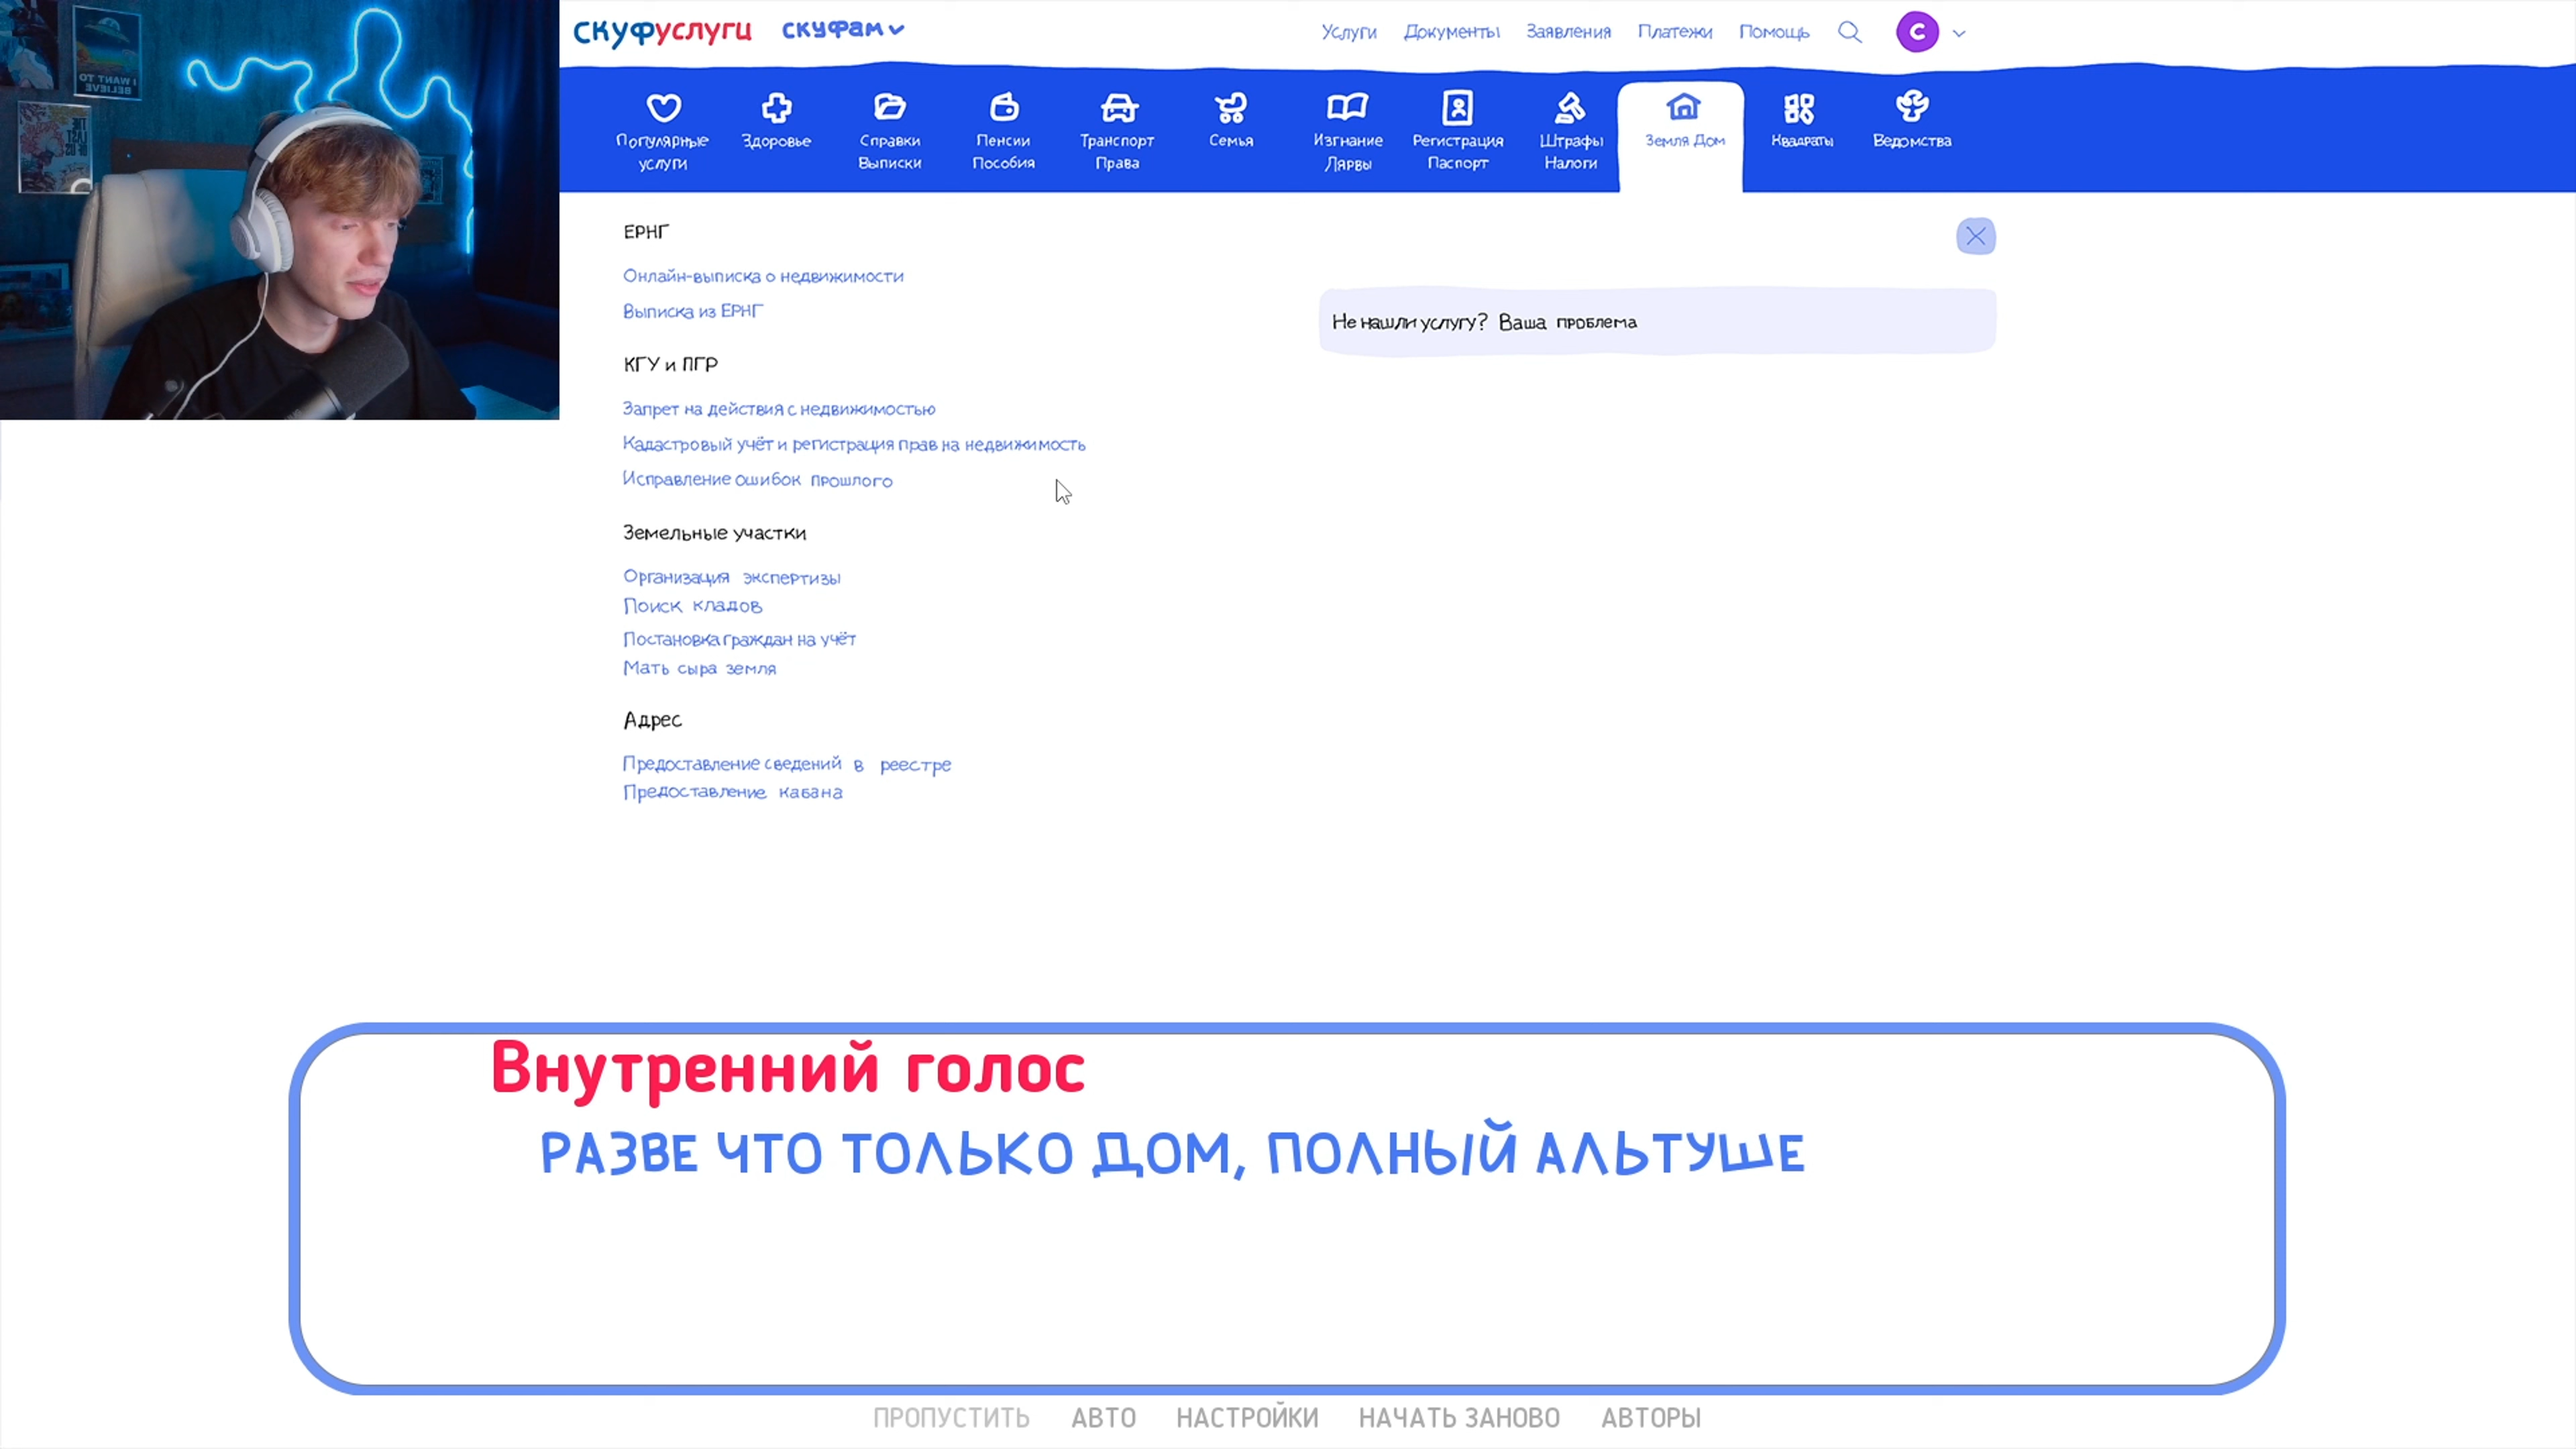 СКУФУСЛУГИ СКУФАМ
Услуги Документы Заявления Платежи Помощь С
Популярные услуги
Здоровье
Справки Выписки
Пенсии Пособия
Транспорт Права
Семья
Изгнание Лярвы
Регистрация Паспорт
Штрафы Налоги
Земля Дом
Квадраты
Ведомства
ЕРНГ
Онлайн-выписка о недвижимости
Выписка из ЕРНГ
Не нашли услугу? Ваша проблема
КГУ и ПГР
Запрет на действия с недвижимостью
Кадастровый учёт и регистрация прав на недвижимость
Исправление ошибок прошлого
Земельные участки
Организация экспертизы
Поиск кладов
Постановка граждан на учёт
Мать сыра земля
Адрес
Предоставление сведений в реестре
Предоставление кабана
Внутренний голос
РАЗВЕ ЧТО ТОЛЬКО ДОМ, ПОЛНЫЙ АЛЬТУШЕ
ПРОПУСТИТЬ АВТО НАСТРОЙКИ НАЧАТЬ ЗАНОВО АВТОРЫ